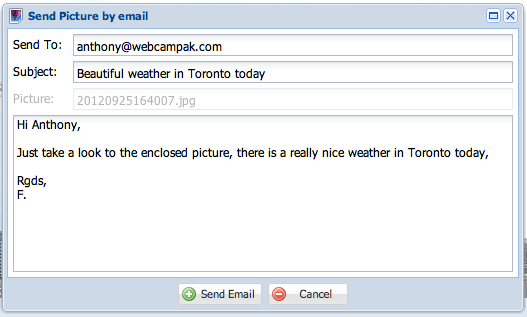 Send Picture by email
Send To: anthony@webcampak.com
Subject: Beautiful weather in Toronto today
Picture: 20120925164007.jpg
Hi Anthony,
Just take a look to the enclosed picture, there is a really nice weather in Toronto today,
Rgds,
F.
Send Email Cancel